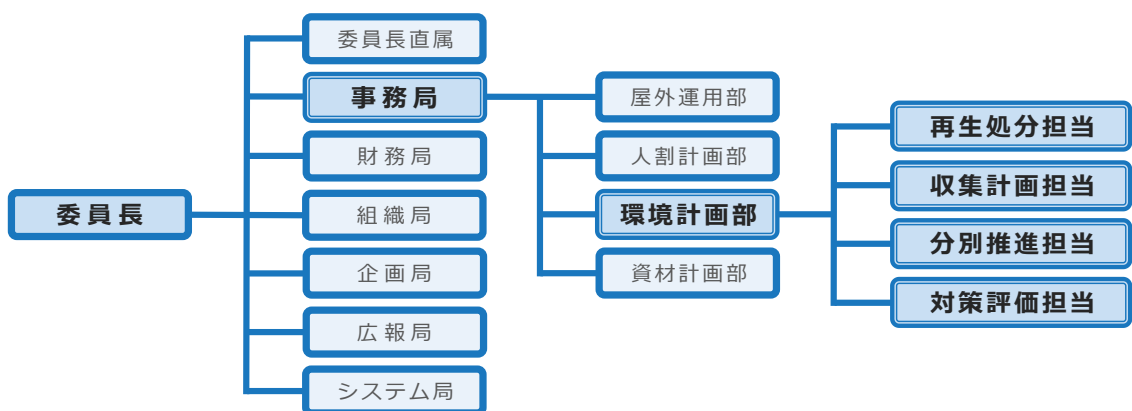 委員長
委員長直属
事務局
財務局
組織局
企画局
広報局
システム局
屋外運用部
人割計画部
環境計画部
資材計画部
再生処分担当
収集計画担当
分別推進担当
対策評価担当